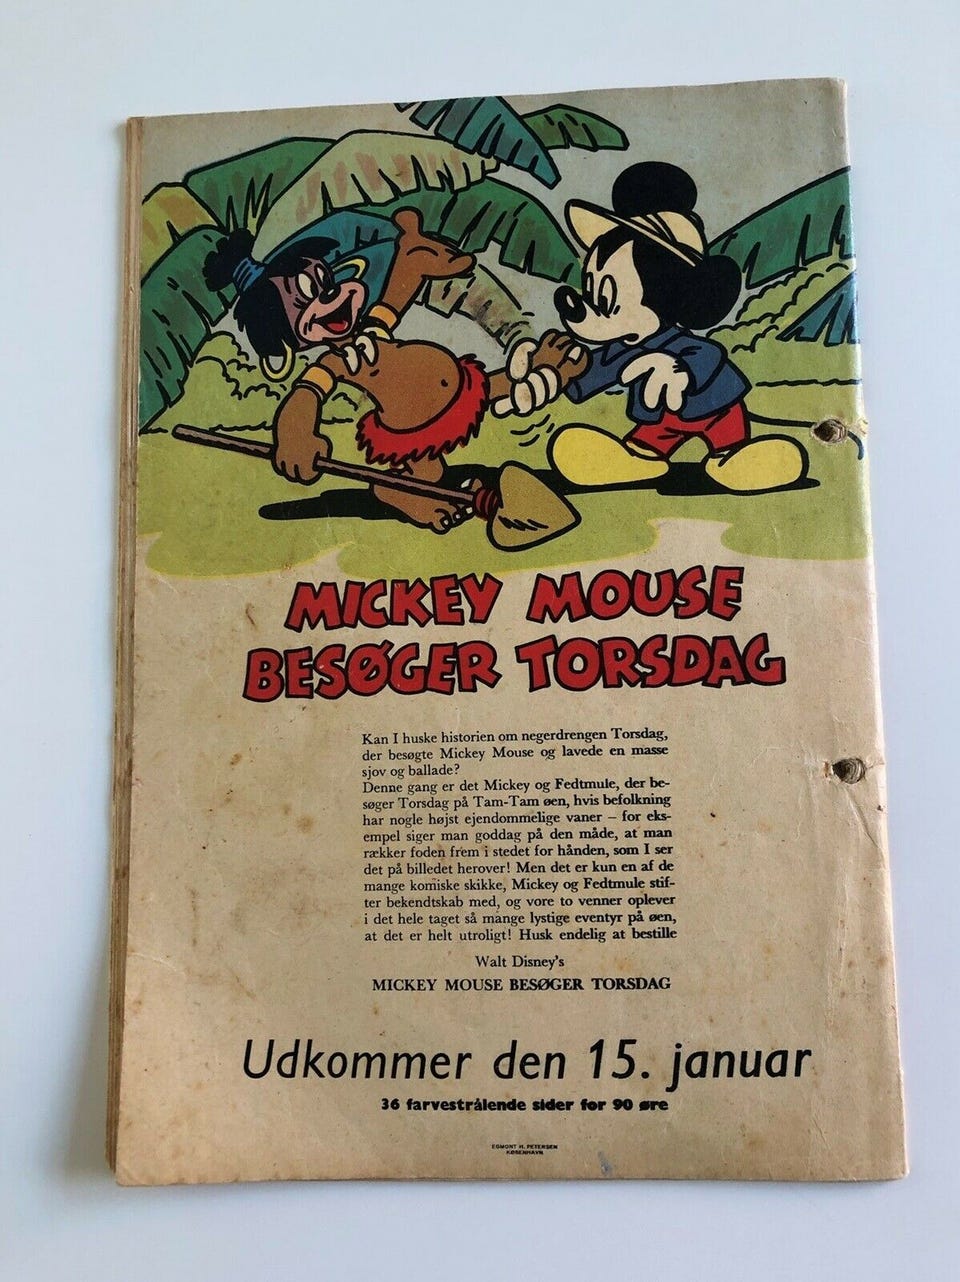 MICKEY MOUSE
BESØGER TORSDAG
Kan I huske historien om negerdrengen Torsdag,
der besøgte Mickey Mouse og lavede en masse
sjov og ballade?
Denne gang er det Mickey og Fedtmule, der be-
søger Torsdag på Tam-Tam øen, hvis befolkning
har nogle højst ejendommelige vaner – for eks-
empel siger man goddag på den måde, at man
rækker foden frem i stedet for hånden, som I ser
det på billedet herover! Men det er kun en af de
mange komiske skikke, Mickey og Fedtmule stif-
ter bekendtskab med, og vore to venner oplever
i det hele taget så mange lystige eventyr på øen,
at det er helt utroligt! Husk endelig at bestille
Walt Disney's
MICKEY MOUSE BESØGER TORSDAG
Udkommer den 15. januar
36 farvestrålende sider for 90 øre
EGMONT H. PETERSEN
KØBENHAVN